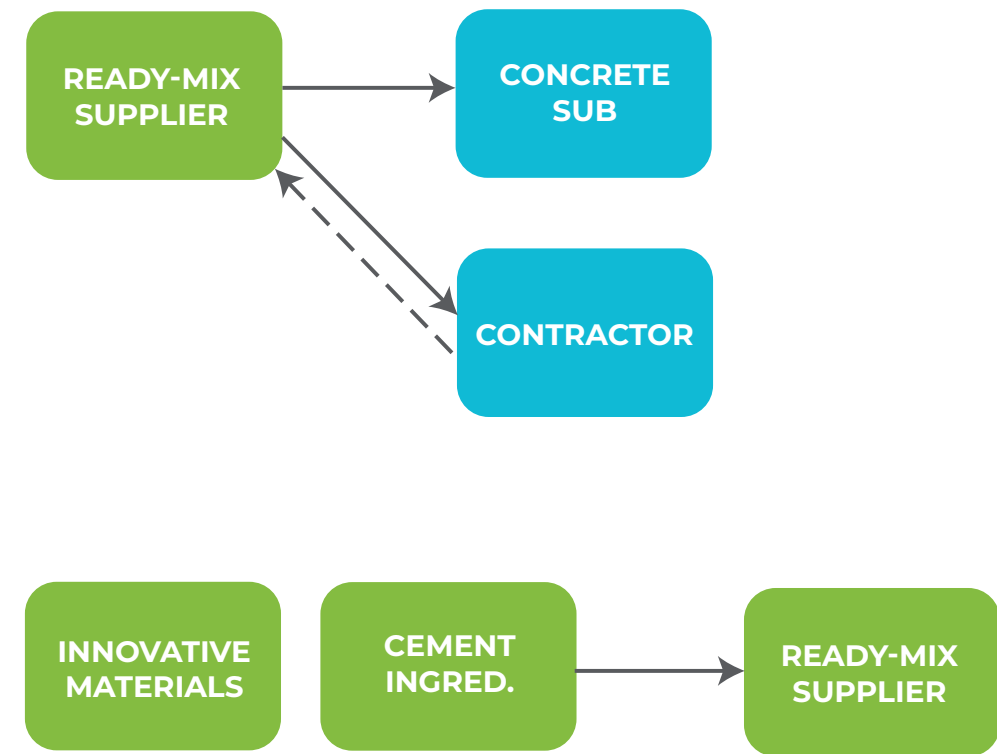 READY-MIX
SUPPLIER
CONCRETE
SUB
CONTRACTOR
INNOVATIVE
MATERIALS
CEMENT
INGRED.
READY-MIX
SUPPLIER